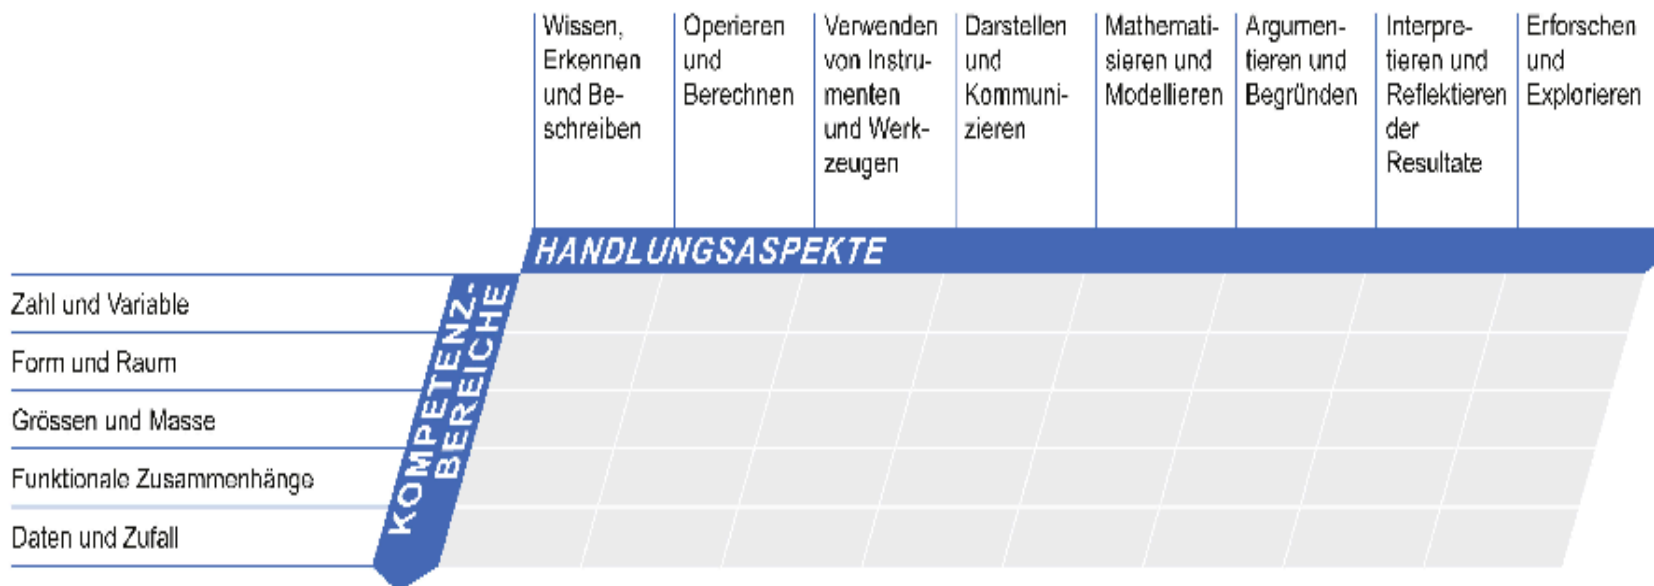 Wissen,
Erkennen
und Be-
schreiben
Operieren
und
Berechnen
Verwenden
von Instru-
menten
und Werk-
zeugen
Darstellen
und
Kommuni-
zieren
Mathemati-
sieren und
Modellieren
Argumen-
tieren und
Begründen
Interpre-
tieren und
Reflektieren
der
Resultate
Erforschen
und
Explorieren
HANDLUNGSASPEKTE
KOMPETENZ-
BEREICHE
Zahl und Variable
Form und Raum
Grössen und Masse
Funktionale Zusammenhänge
Daten und Zufall